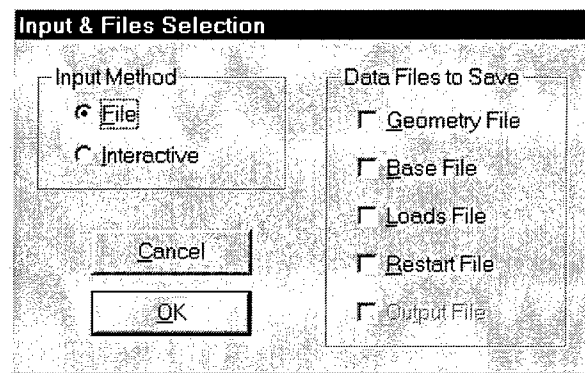 Input & Files Selection
Input Method
File
Interactive
Cancel
OK
Data Files to Save
Geometry File
Base File
Loads File
Restart File
Output File